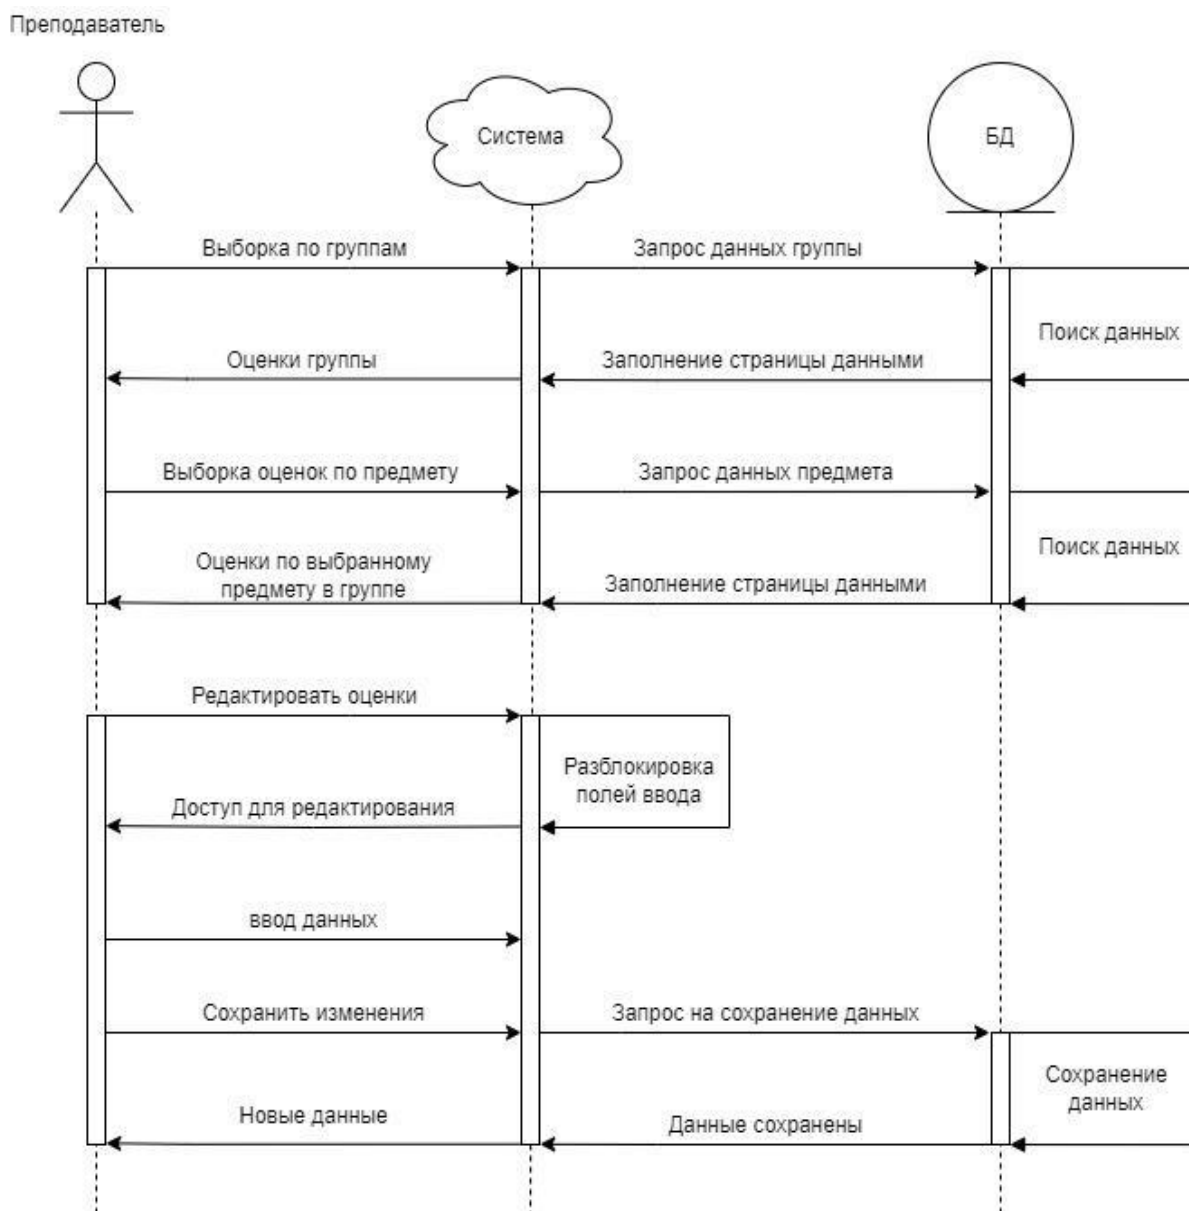 Преподаватель
Система
БД
Выборка по группам
Запрос данных группы
Поиск данных
Оценки группы
Заполнение страницы данными
Выборка оценок по предмету
Запрос данных предмета
Поиск данных
Оценки по выбранному
предмету в группе
Заполнение страницы данными
Редактировать оценки
Разблокировка
полей ввода
Доступ для редактирования
ввод данных
Сохранить изменения
Запрос на сохранение данных
Сохранение
данных
Новые данные
Данные сохранены